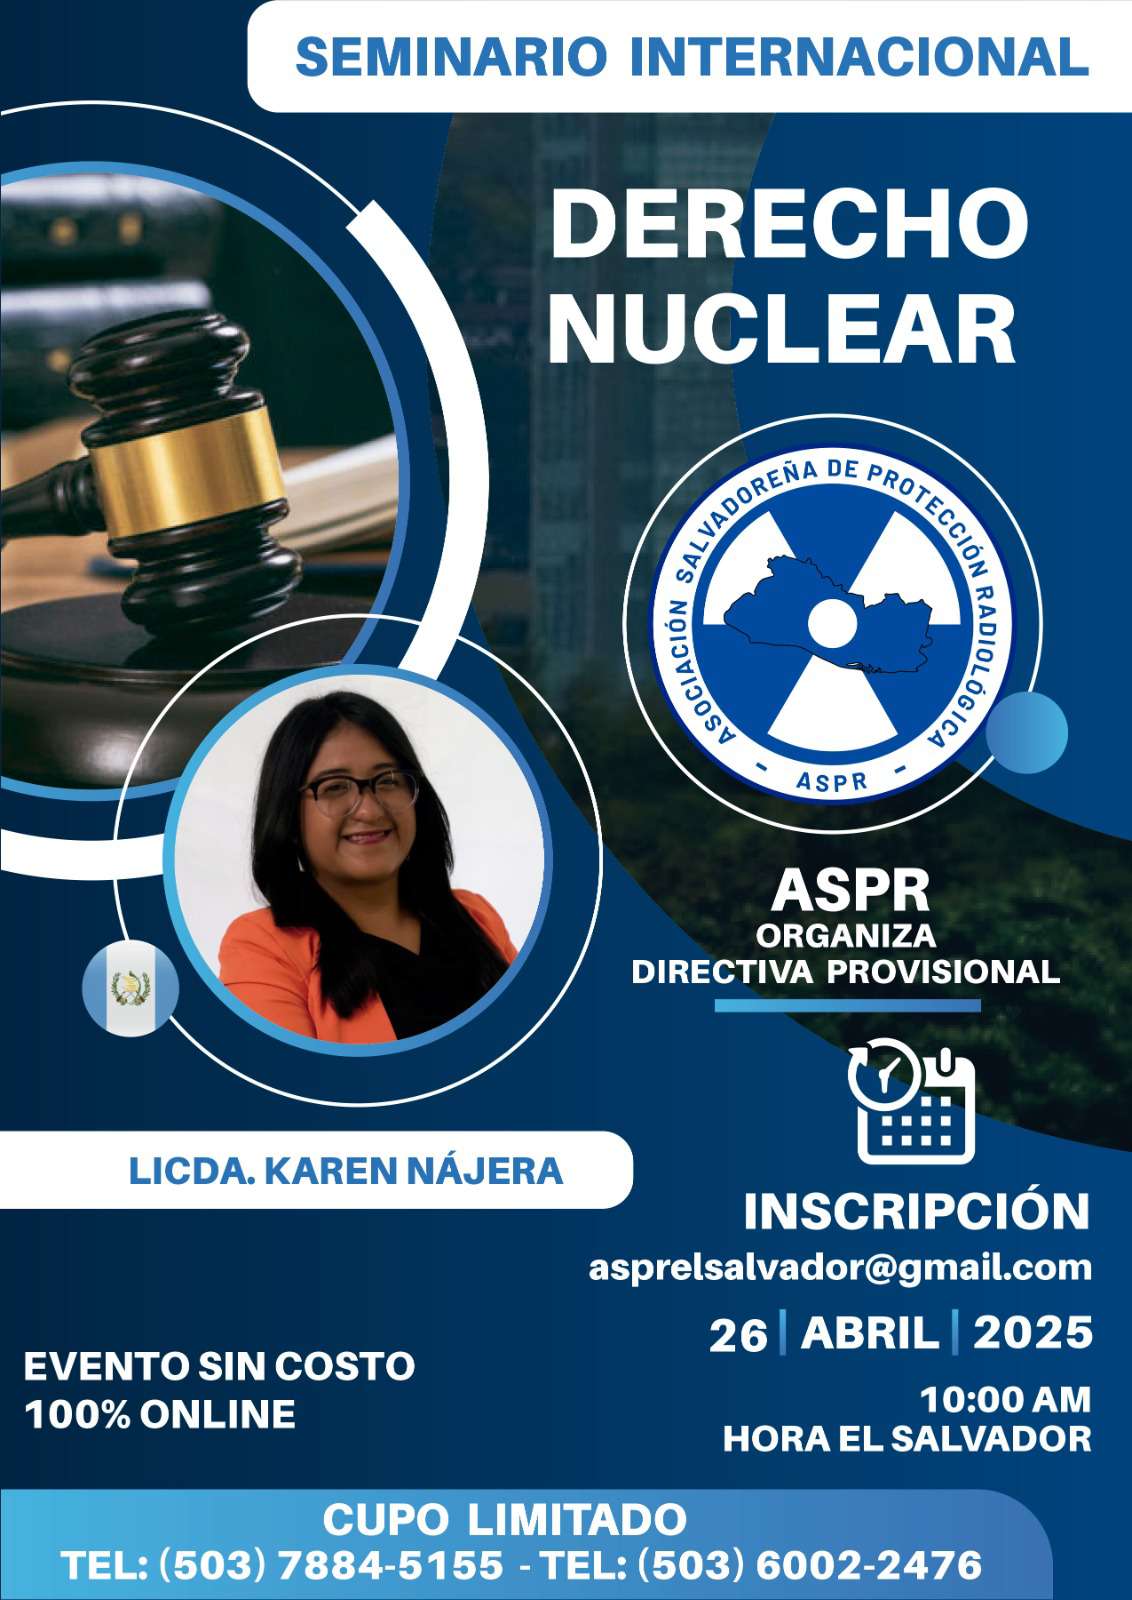 SEMINARIO INTERNACIONAL
DERECHO
NUCLEAR
ASOCIACIÓN SALVADOREÑA DE PROTECCIÓN RADIOLÓGICA
- ASPR -
ASPR
ORGANIZA
DIRECTIVA PROVISIONAL
LICDA. KAREN NÁJERA
INSCRIPCIÓN
asprelsalvador@gmail.com
26 | ABRIL | 2025
10:00 AM
HORA EL SALVADOR
EVENTO SIN COSTO
100% ONLINE
CUPO LIMITADO
TEL: (503) 7884-5155 - TEL: (503) 6002-2476